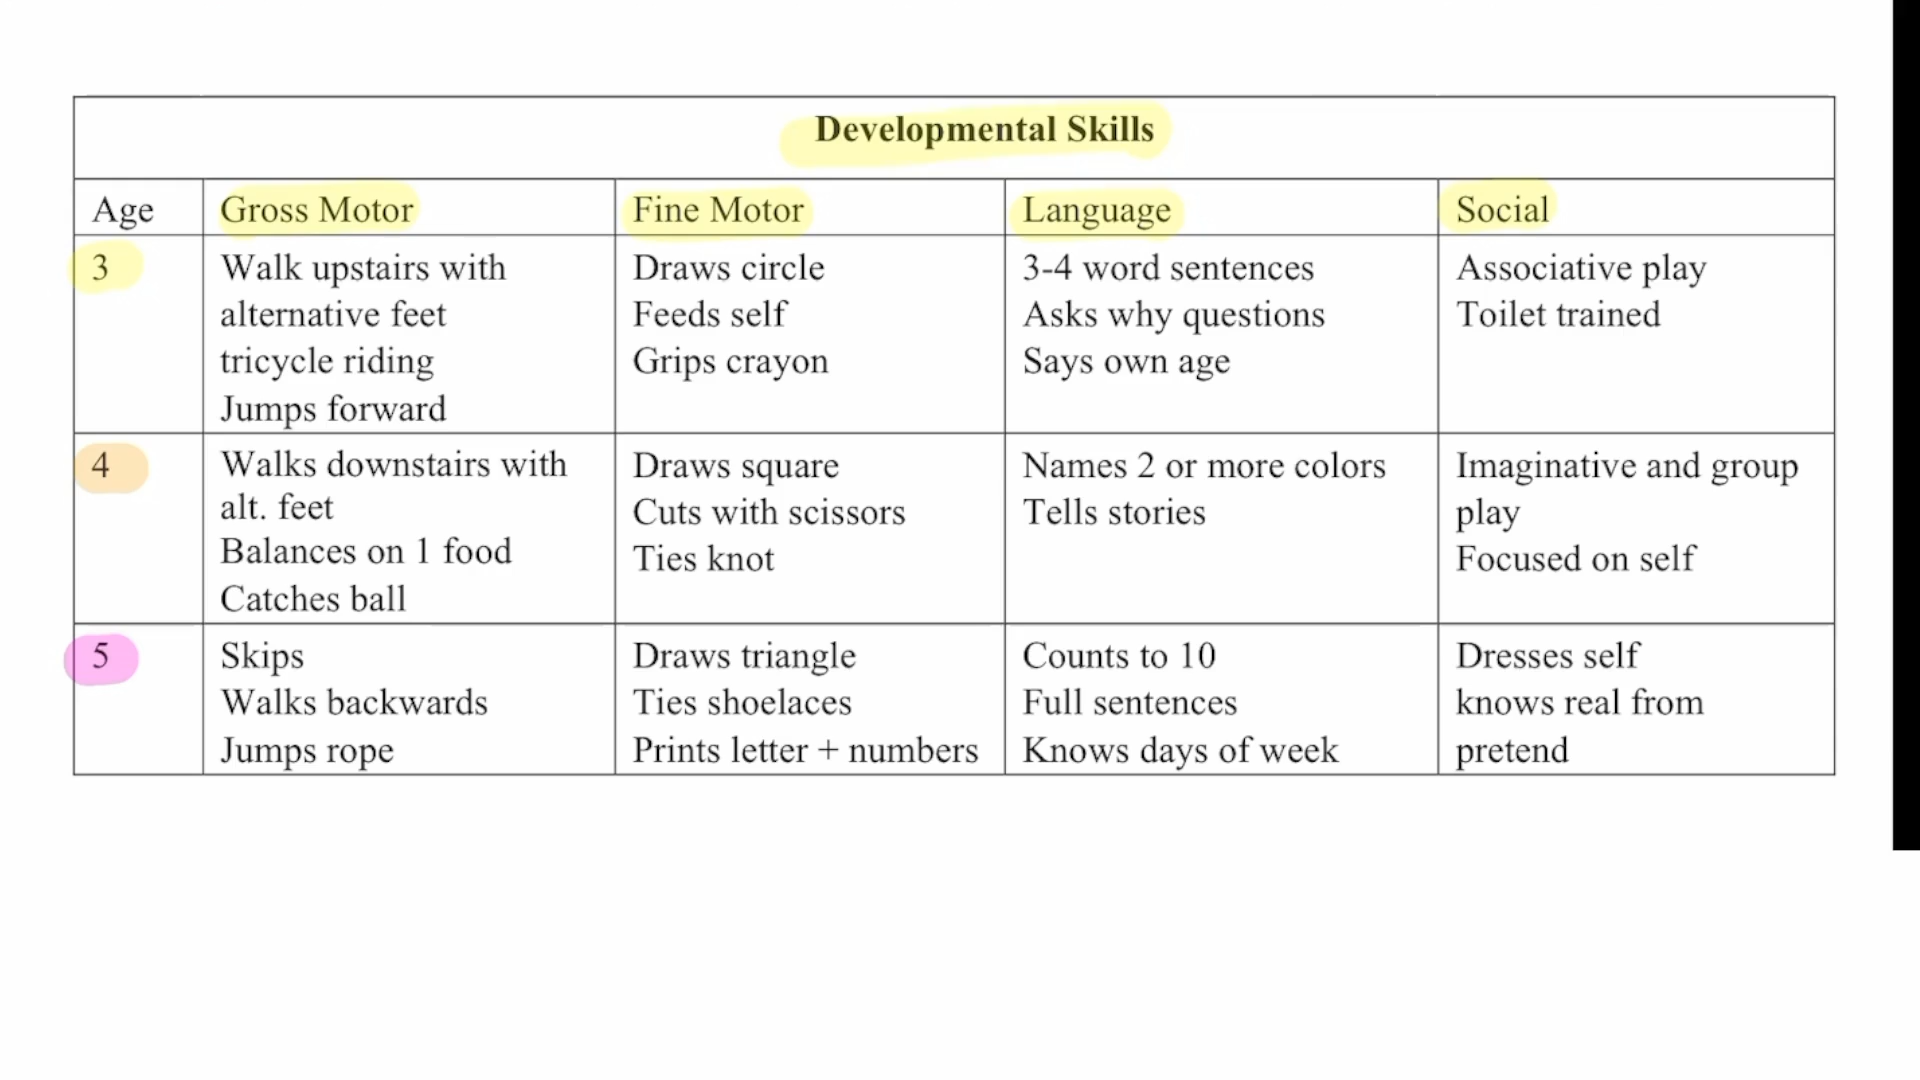 Developmental Skills
Age Gross Motor Fine Motor Language Social
3 Walk upstairs with Draws circle 3-4 word sentences Associative play
alternative feet Feeds self Asks why questions Toilet trained
tricycle riding Grips crayon Says own age
Jumps forward
4 Walks downstairs with Draws square Names 2 or more colors Imaginative and group
alt. feet Cuts with scissors Tells stories play
Balances on 1 food Ties knot Focused on self
Catches ball
5 Skips Draws triangle Counts to 10 Dresses self
Walks backwards Ties shoelaces Full sentences knows real from
Jumps rope Prints letter + numbers Knows days of week pretend